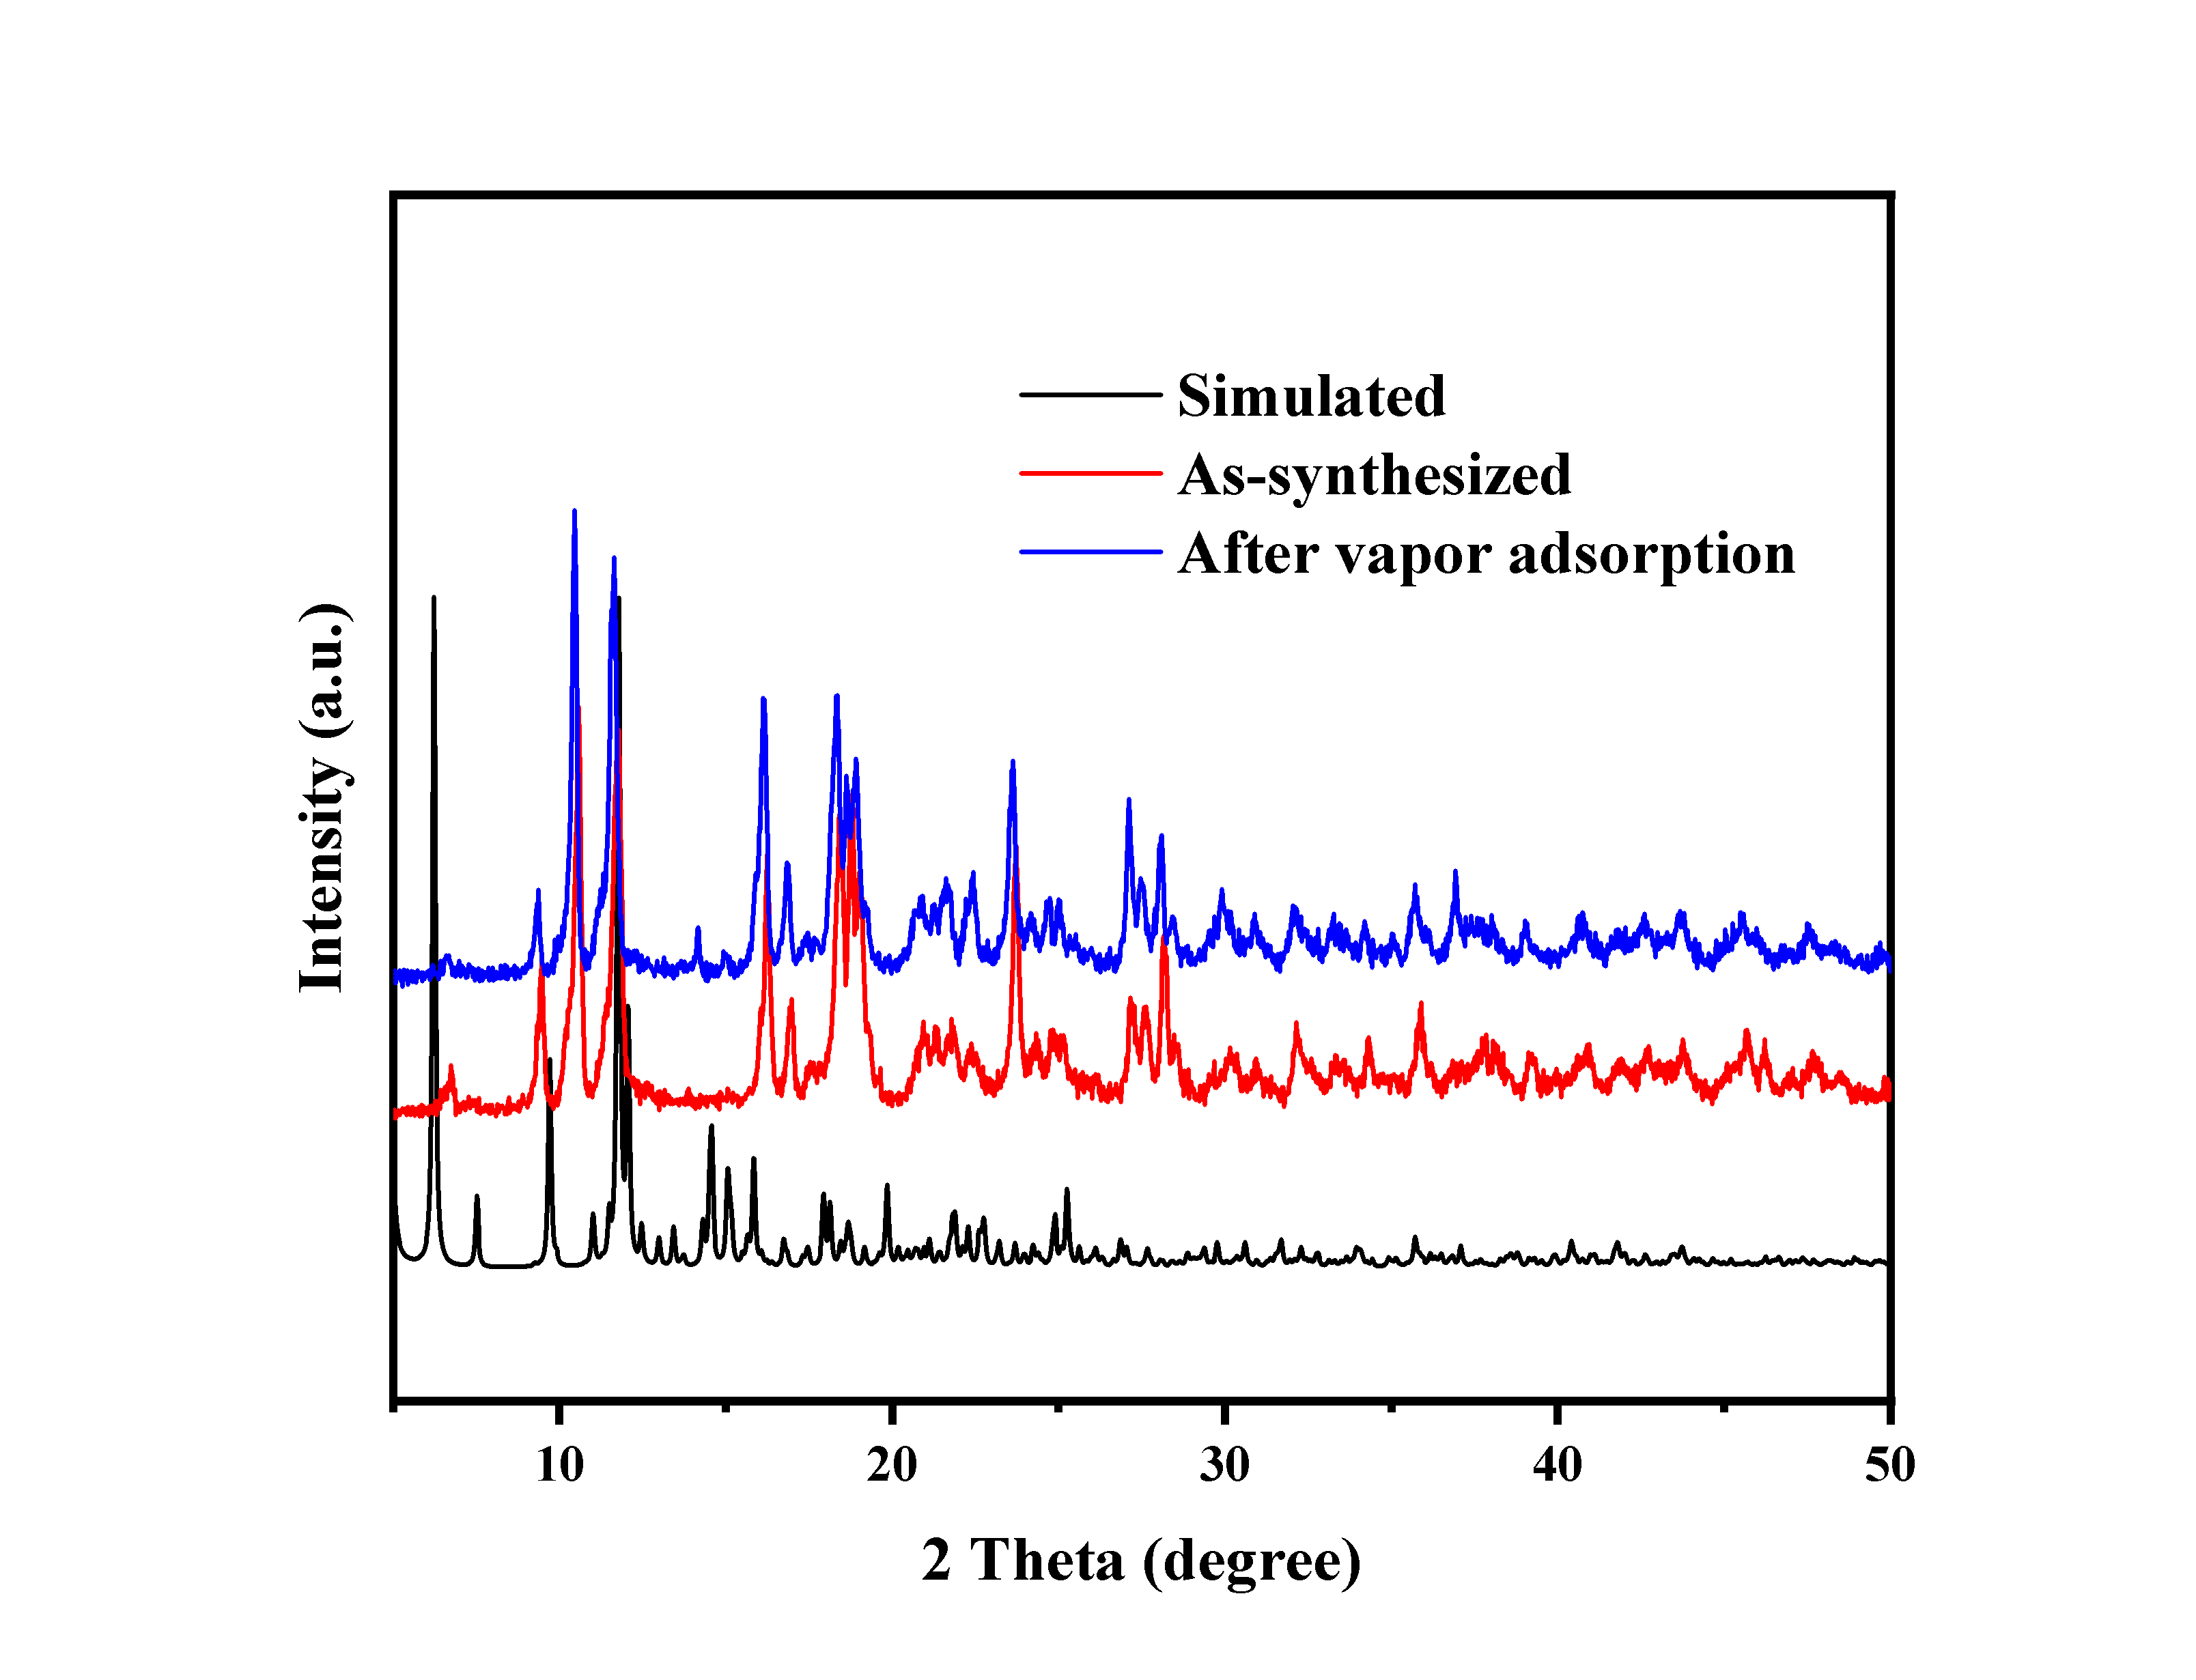 Simulated
As-synthesized
After vapor adsorption
Intensity (a.u.)
10 20 30 40 50
2 Theta (degree)